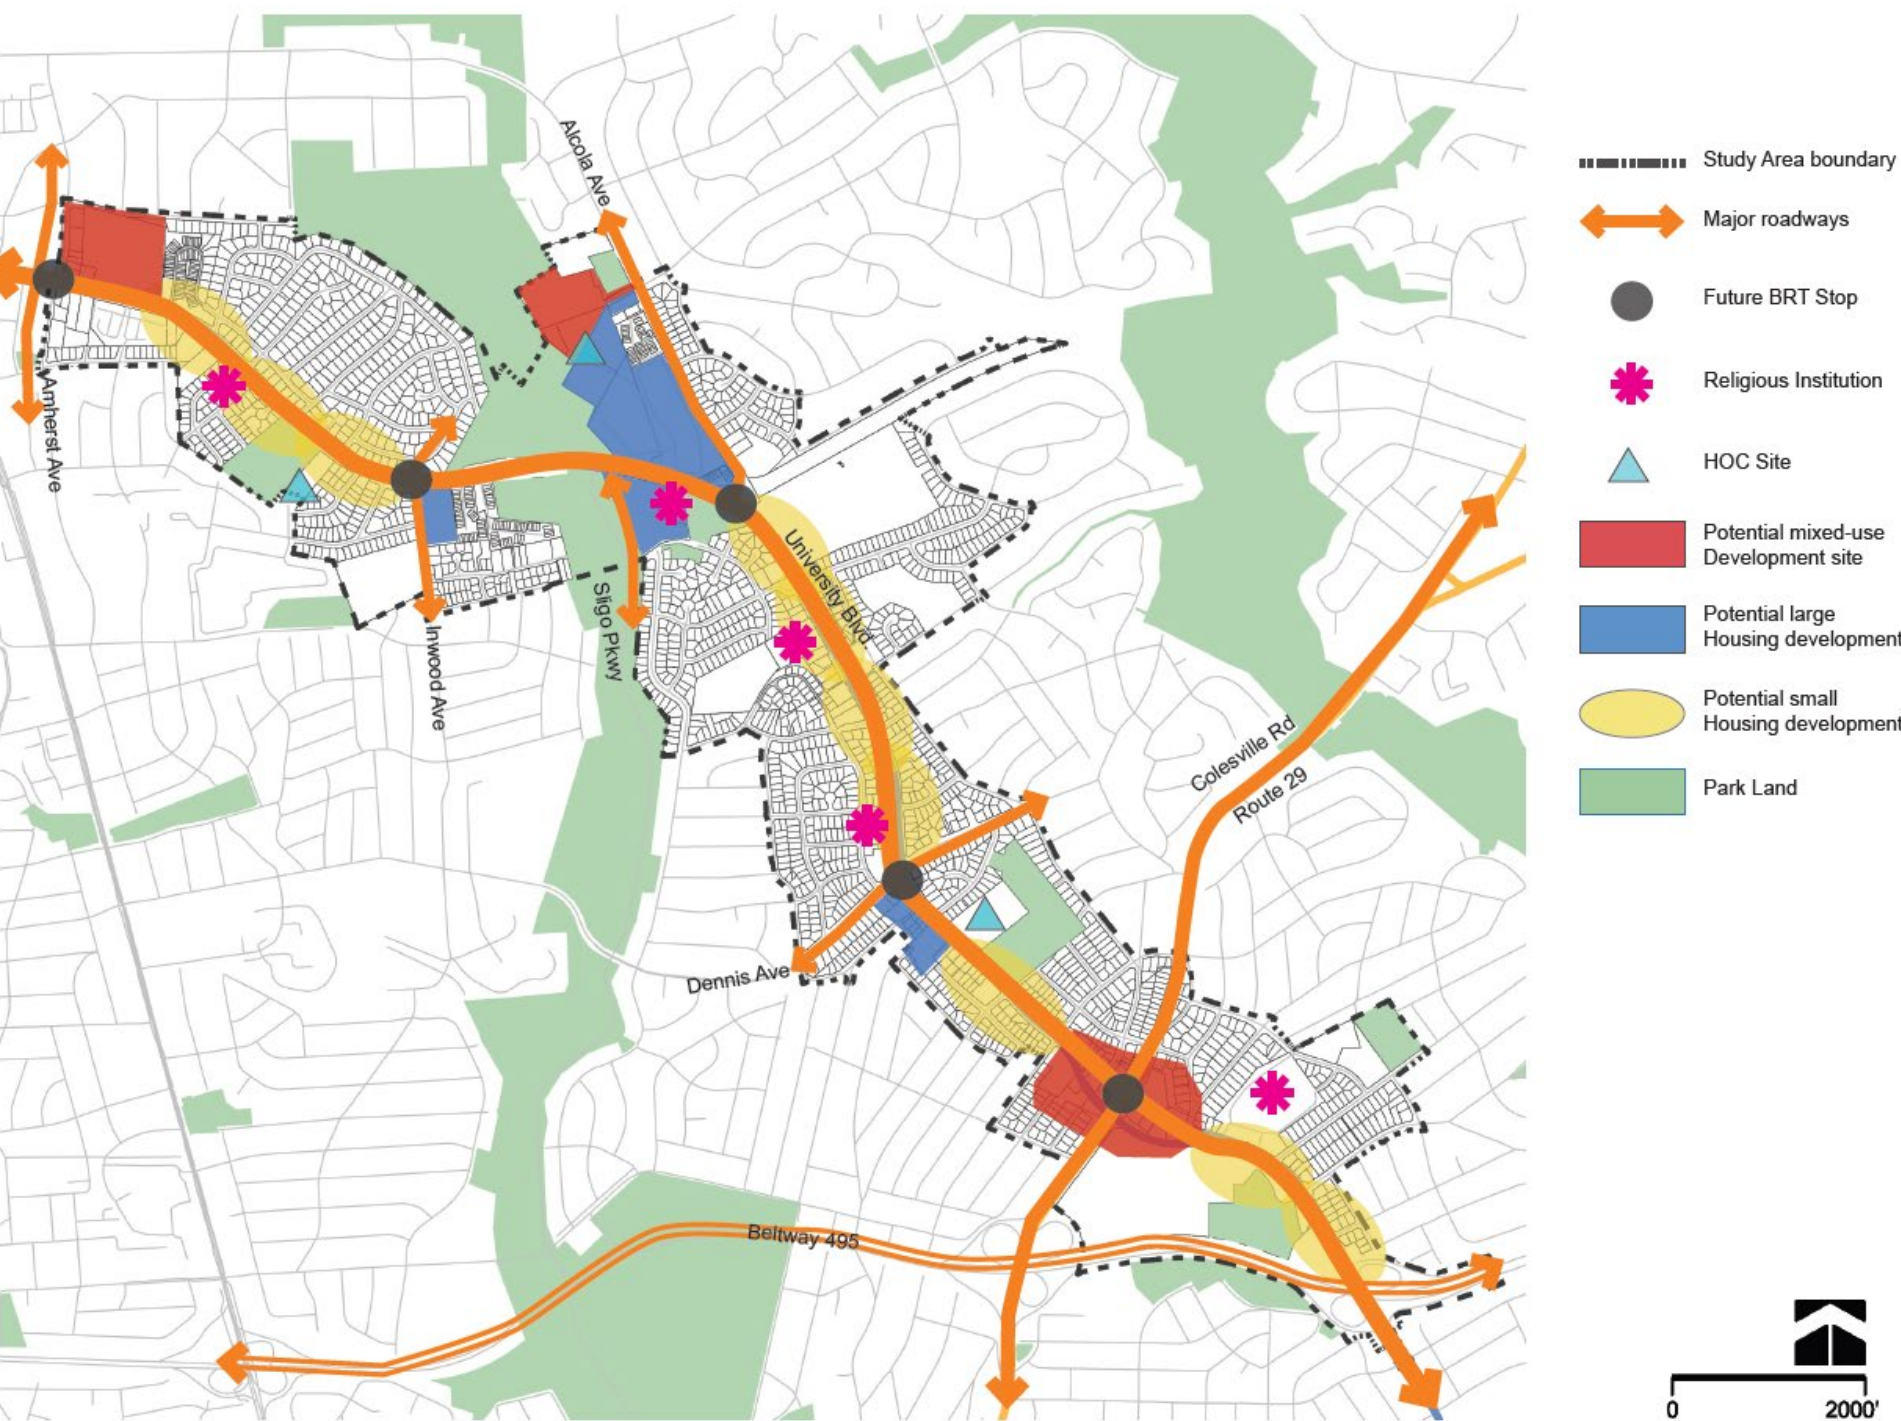 Alcola Ave
Amherst Ave
Inwood Ave
Sligo Pkwy
University Blvd
Colesville Rd
Route 29
Dennis Ave
Beltway 495
Study Area boundary
Major roadways
Future BRT Stop
Religious Institution
HOC Site
Potential mixed-use
Development site
Potential large
Housing development
Potential small
Housing development
Park Land
0 2000'